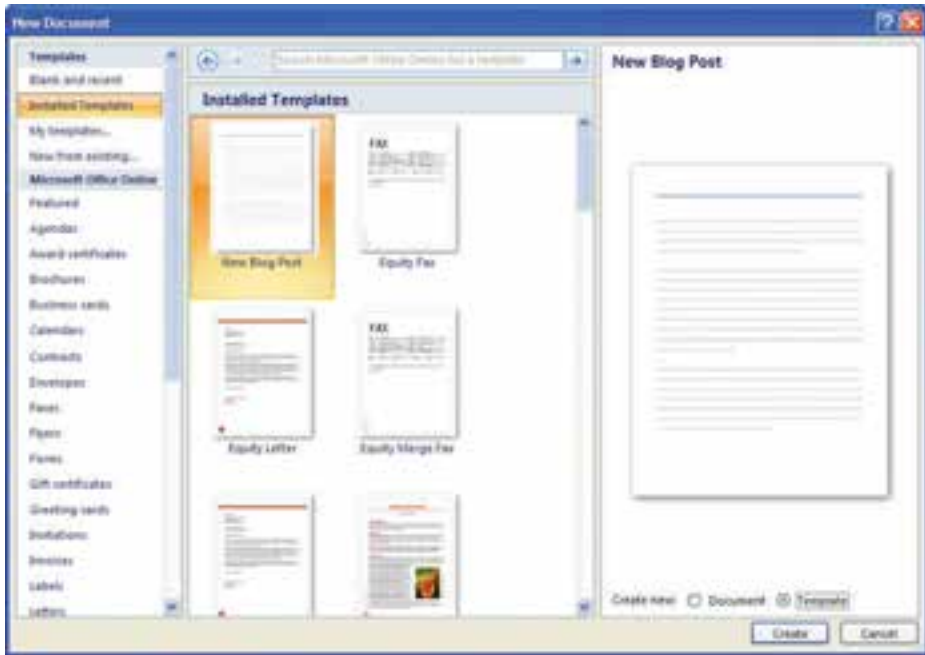 New Document
Templates
Blank and recent
Installed Templates
My templates...
New from existing...
Microsoft Office Online
Featured
Agendas
Award certificates
Brochures
Business cards
Calendars
Contracts
Envelopes
Faxes
Flyers
Forms
Gift certificates
Greeting cards
Invitations
Invoices
Labels
Letters
Search Microsoft Office Online for a template
Installed Templates
New Blog Post
FAX
Equity Fax
Equity Letter
FAX
Equity Merge Fax
New Blog Post
Create new: Document Template
Create Cancel